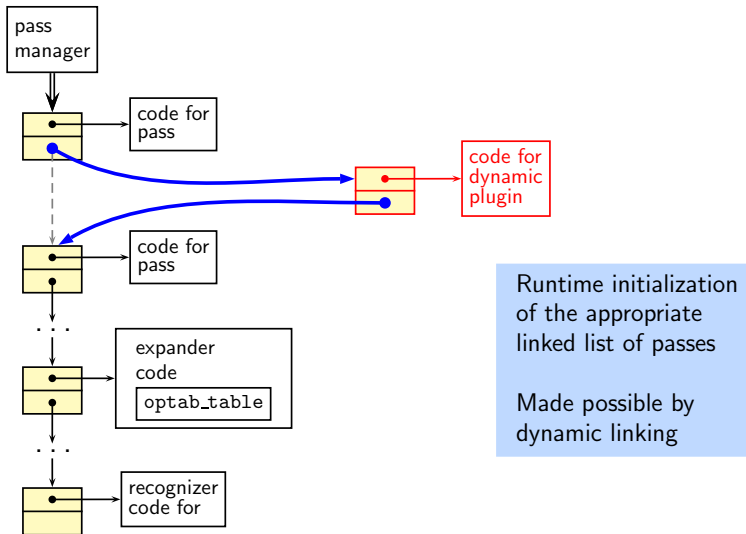 pass
manager
code for
pass
code for
dynamic
plugin
code for
pass
. . .
expander
code
optab_table
. . .
recognizer
code for
Runtime initialization
of the appropriate
linked list of passes
Made possible by
dynamic linking